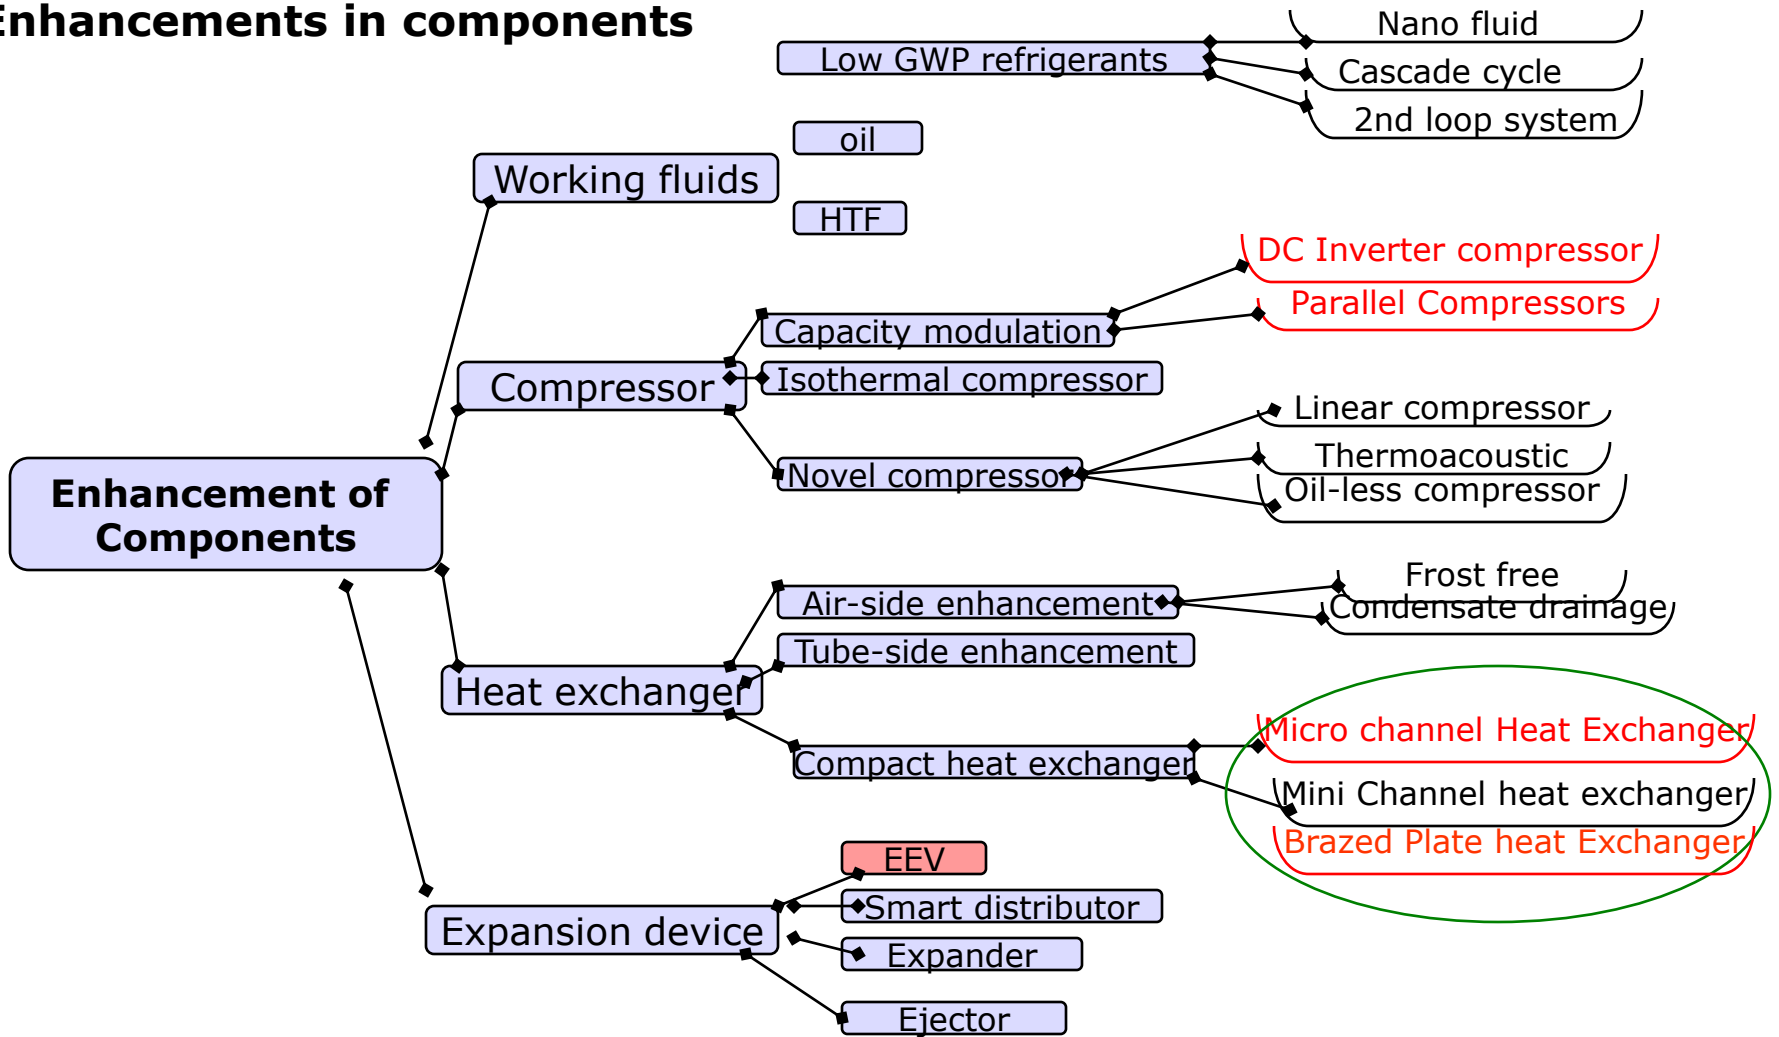 Enhancements in components
Low GWP refrigerants
Nano fluid
Cascade cycle
2nd loop system
oil
Working fluids
HTF
DC Inverter compressor
Parallel Compressors
Capacity modulation
Compressor
Isothermal compressor
Linear compressor
Novel compressor
Thermoacoustic
Oil-less compressor
Enhancement of
Components
Air-side enhancement
Frost free
Condensate drainage
Tube-side enhancement
Heat exchanger
Compact heat exchanger
Micro channel Heat Exchanger
Mini Channel heat exchanger
Brazed Plate heat Exchanger
EEV
Smart distributor
Expansion device
Expander
Ejector